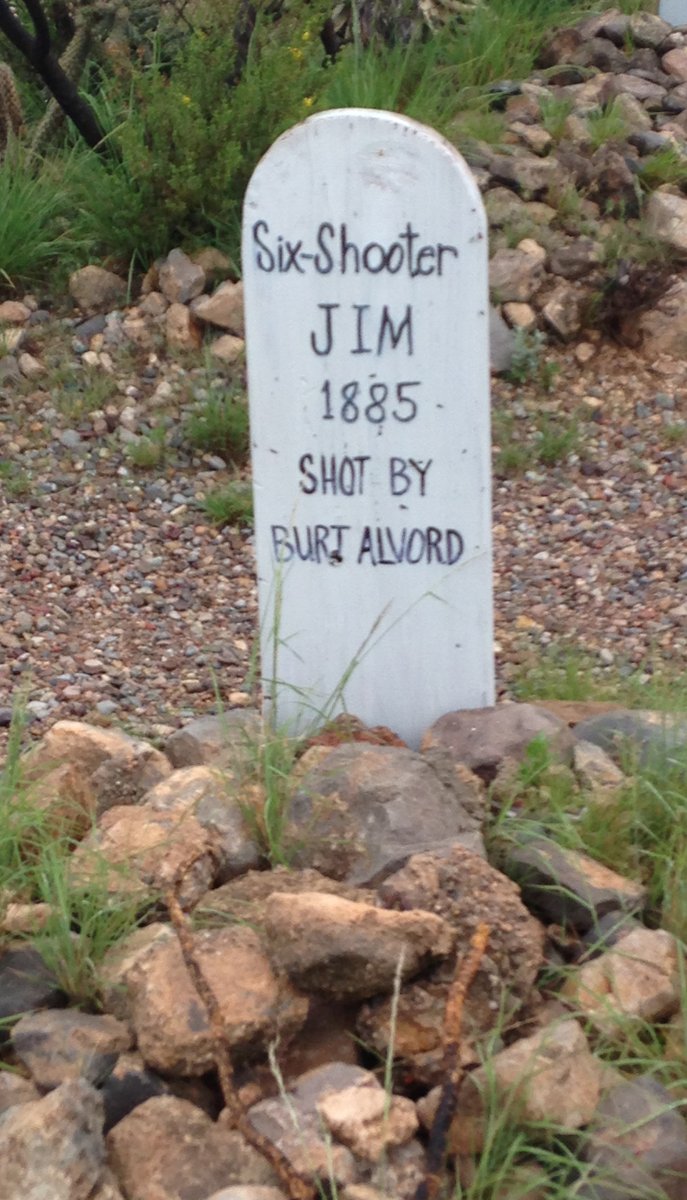 Six-Shooter
JIM
1885
SHOT BY
BURT ALVORD